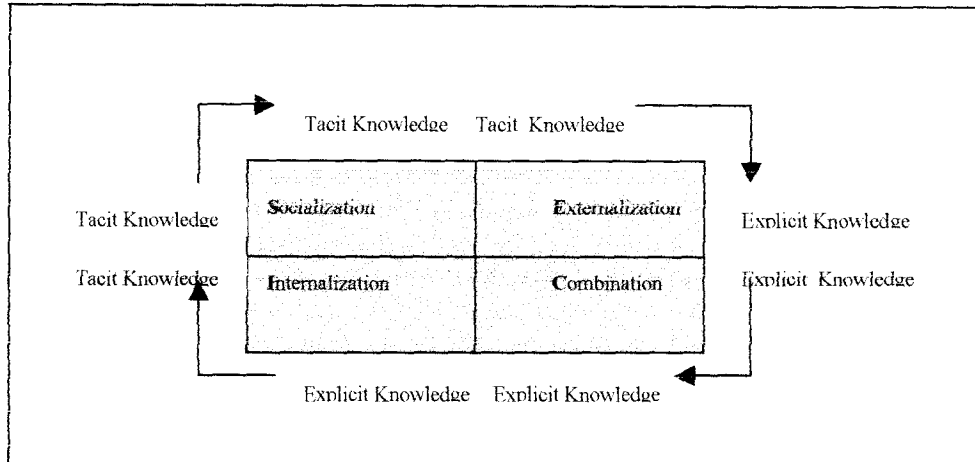 Tacit Knowledge Tacit Knowledge
Socialization Externalization
Tacit Knowledge Explicit Knowledge
Tacit Knowledge Internalization Combination Explicit Knowledge
Explicit Knowledge Explicit Knowledge